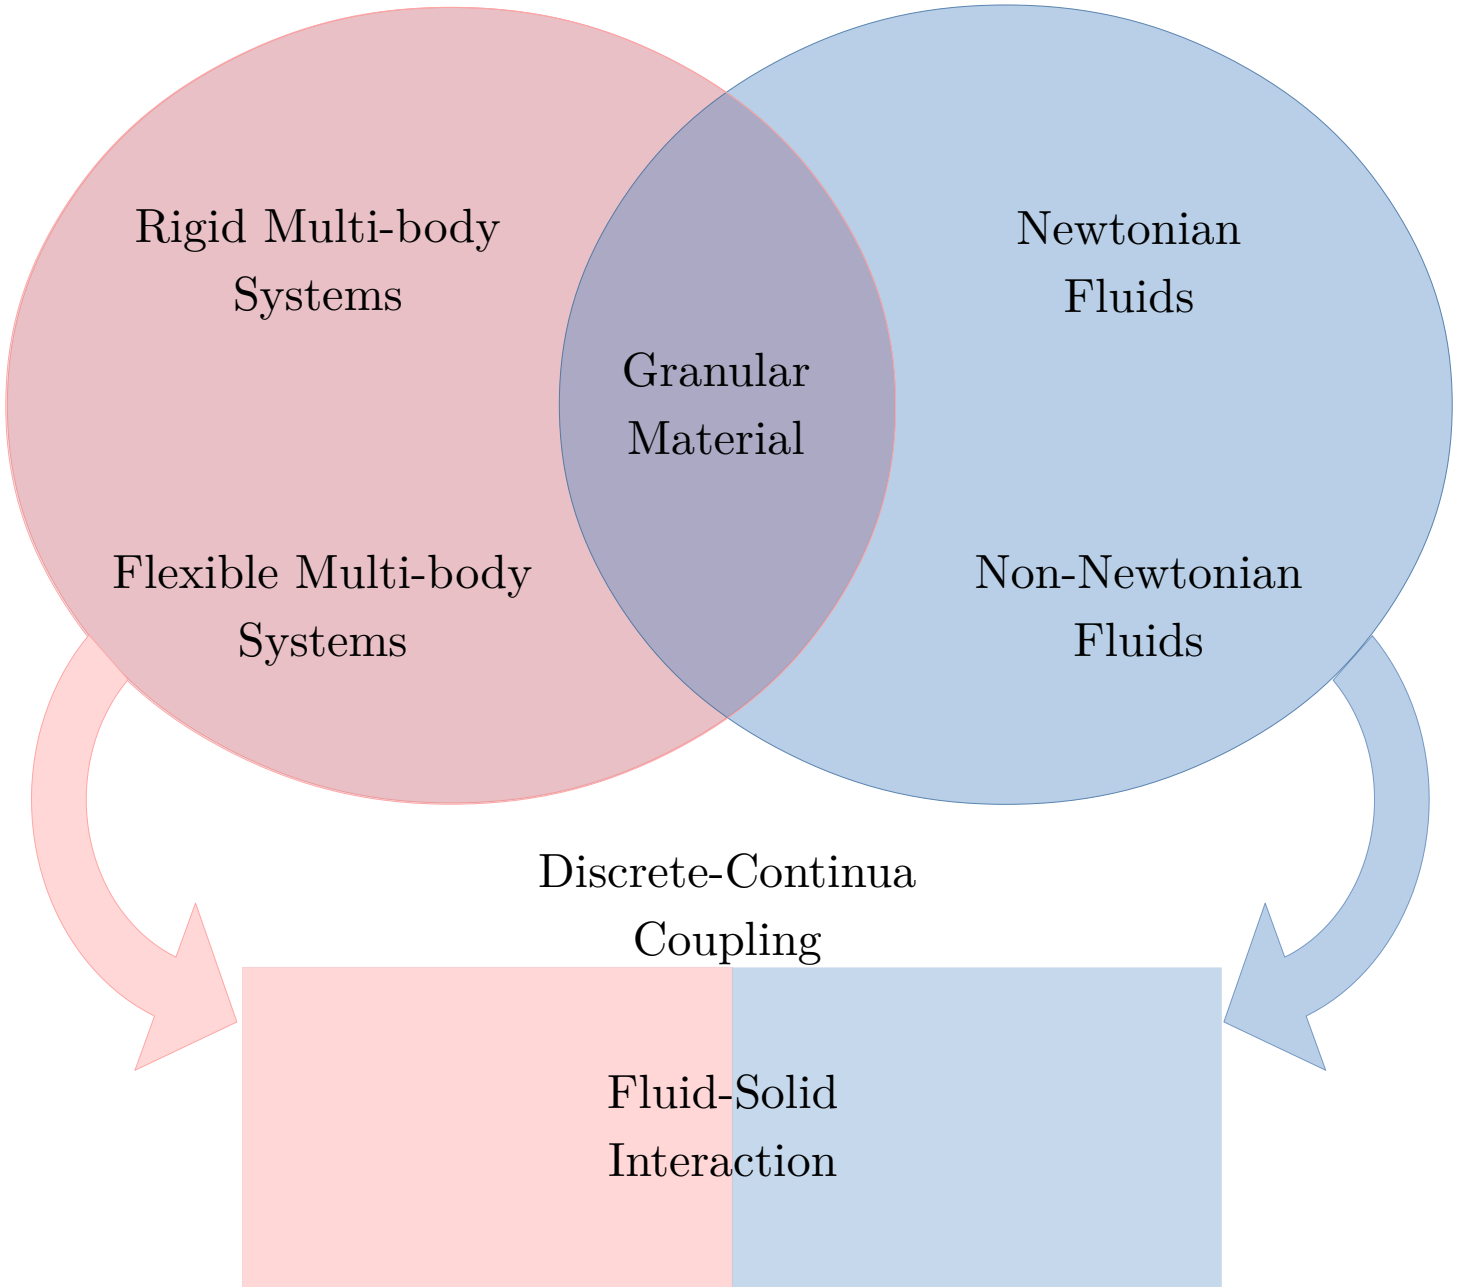 Rigid Multi-body
Systems
Newtonian
Fluids
Granular
Material
Flexible Multi-body
Systems
Non-Newtonian
Fluids
Discrete-Continua
Coupling
Fluid-Solid
Interaction